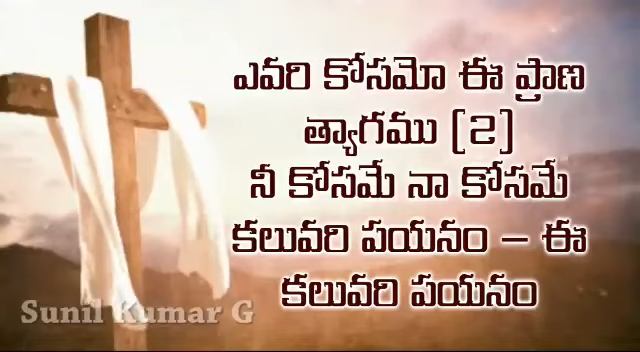 ఎవరి కోసమో ఈ ప్రాణ
త్యాగము [2]
నీ కోసమే నా కోసమే
కలువరి పయనం – ఈ
కలువరి పయనం
Sunil Kumar G